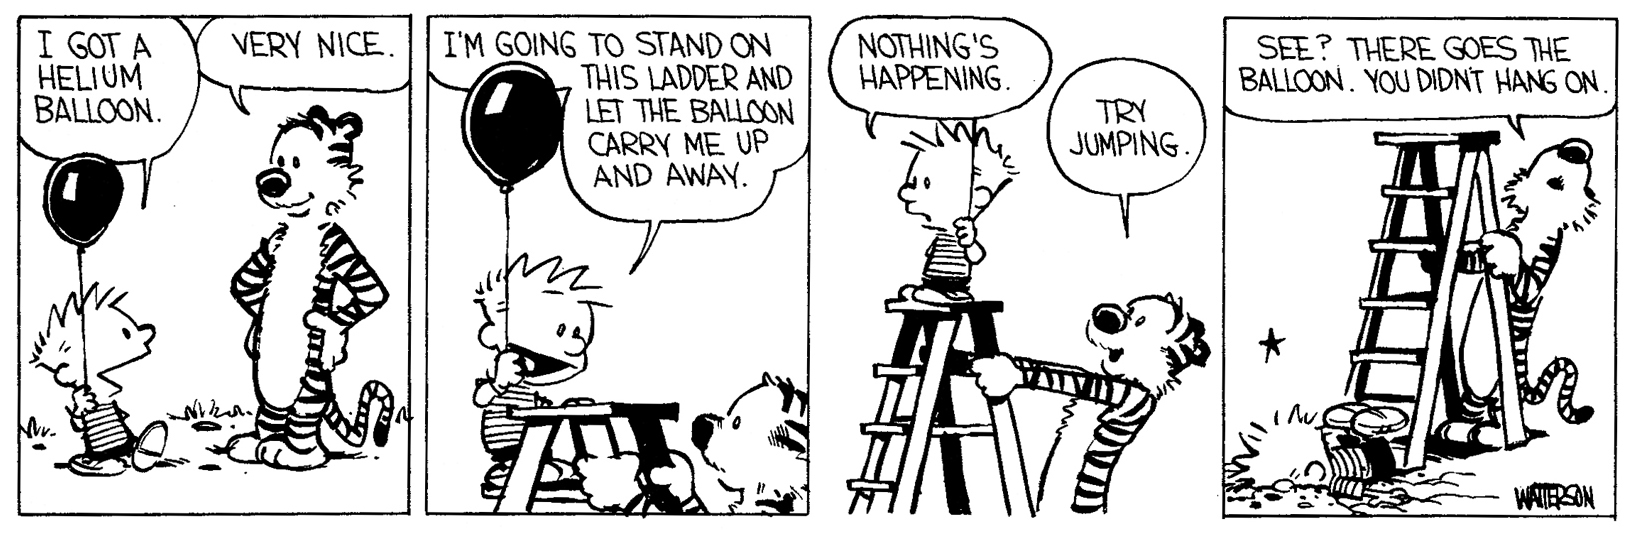 I GOT A
HELIUM
BALLOON.
VERY NICE.
I'M GOING TO STAND ON
THIS LADDER AND
LET THE BALLOON
CARRY ME UP
AND AWAY.
NOTHING'S
HAPPENING.
TRY
JUMPING.
SEE? THERE GOES THE
BALLOON. YOU DIDN'T HANG ON.
WATTERSON